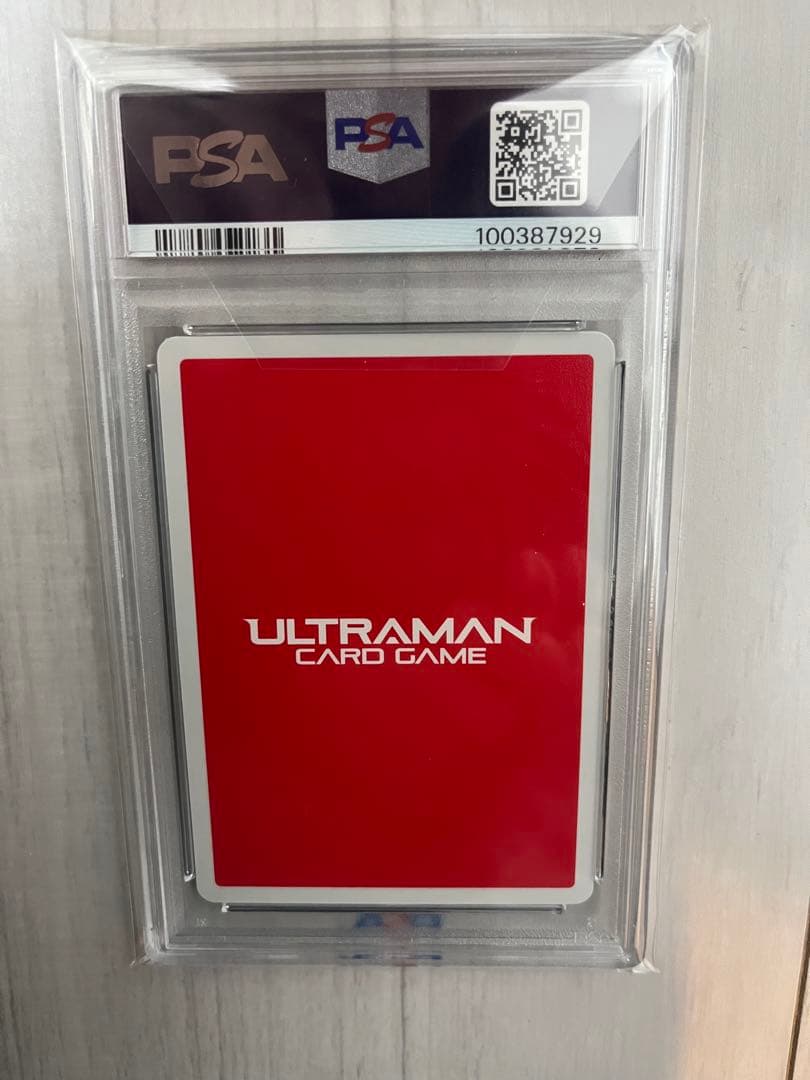 PSA
PSA
100387929
ULTRAMAN
CARD GAME